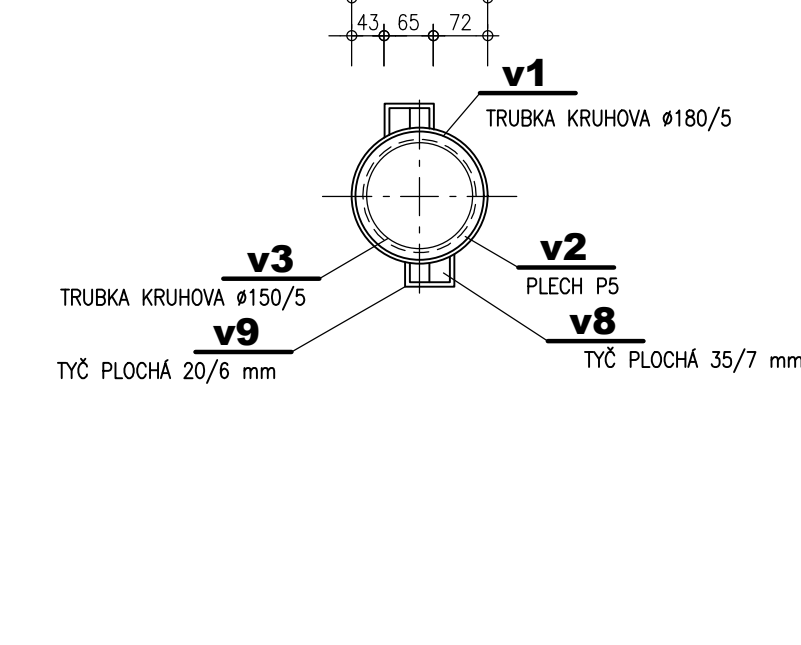 43 65 72
v1
TRUBKA KRUHOVA ø180/5
v3
TRUBKA KRUHOVA ø150/5
v2
PLECH P5
v9
TYČ PLOCHÁ 20/6 mm
v8
TYČ PLOCHÁ 35/7 mm